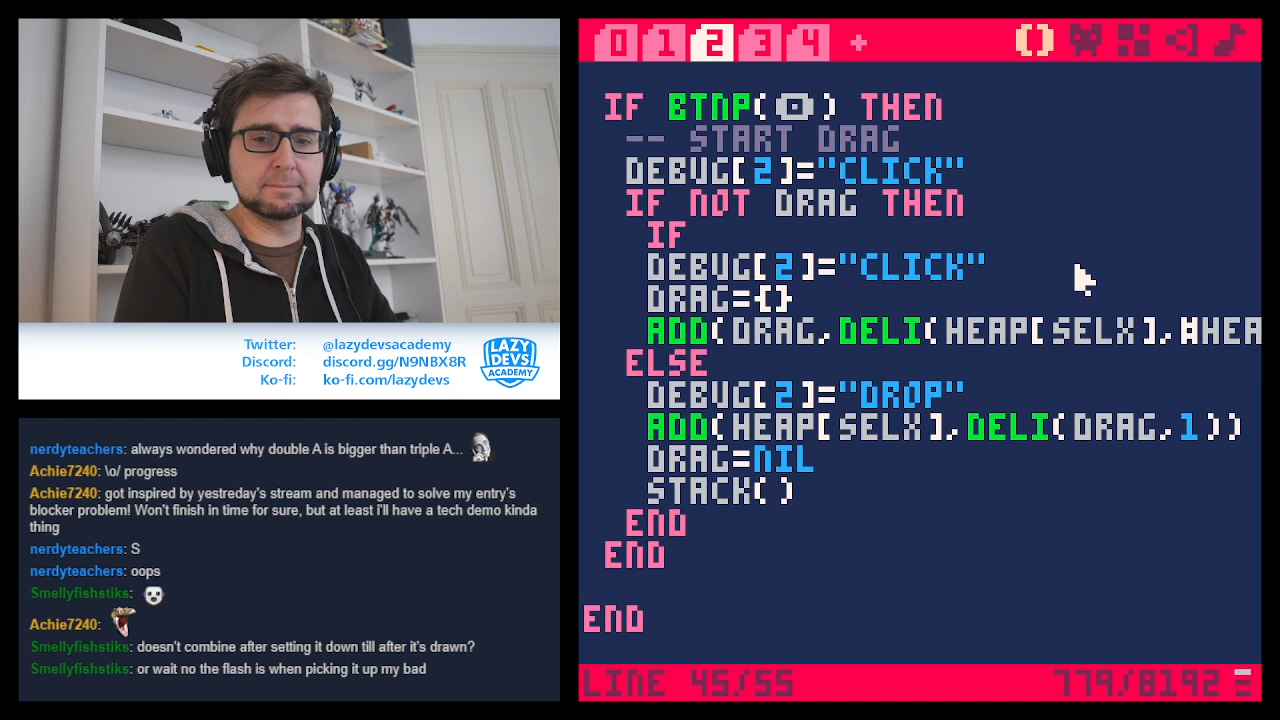 Twitter: @lazydevsacademy
Discord: discord.gg/N9NBX8R
Ko-fi: ko-fi.com/lazydevs
LAZY
DEVS
ACADEMY
nerdyteachers: always wondered why double A is bigger than triple A...
Achie7240: \o/ progress
Achie7240: got inspired by yestreday's stream and managed to solve my entry's
blocker problem! Won't finish in time for sure, but at least i'll have a tech demo kinda
thing
nerdyteachers: S
nerdyteachers: oops
Smellyfishstiks:
Achie7240:
Smellyfishstiks: doesn't combine after setting it down till after it's drawn?
Smellyfishstiks: or wait no the flash is when picking it up my bad
0 1 2 3 4 +
IF BTNP(🅾️) THEN
-- START DRAG
DEBUG[2]="CLICK"
IF NOT DRAG THEN
IF
DEBUG[2]="CLICK"
DRAG={}
ADD(DRAG,DELI(HEAP[SELX],#HEA
ELSE
DEBUG[2]="DROP"
ADD(HEAP[SELX],DELI(DRAG,1))
DRAG=NIL
STACK()
END
END
END
LINE 45/55 779/8192